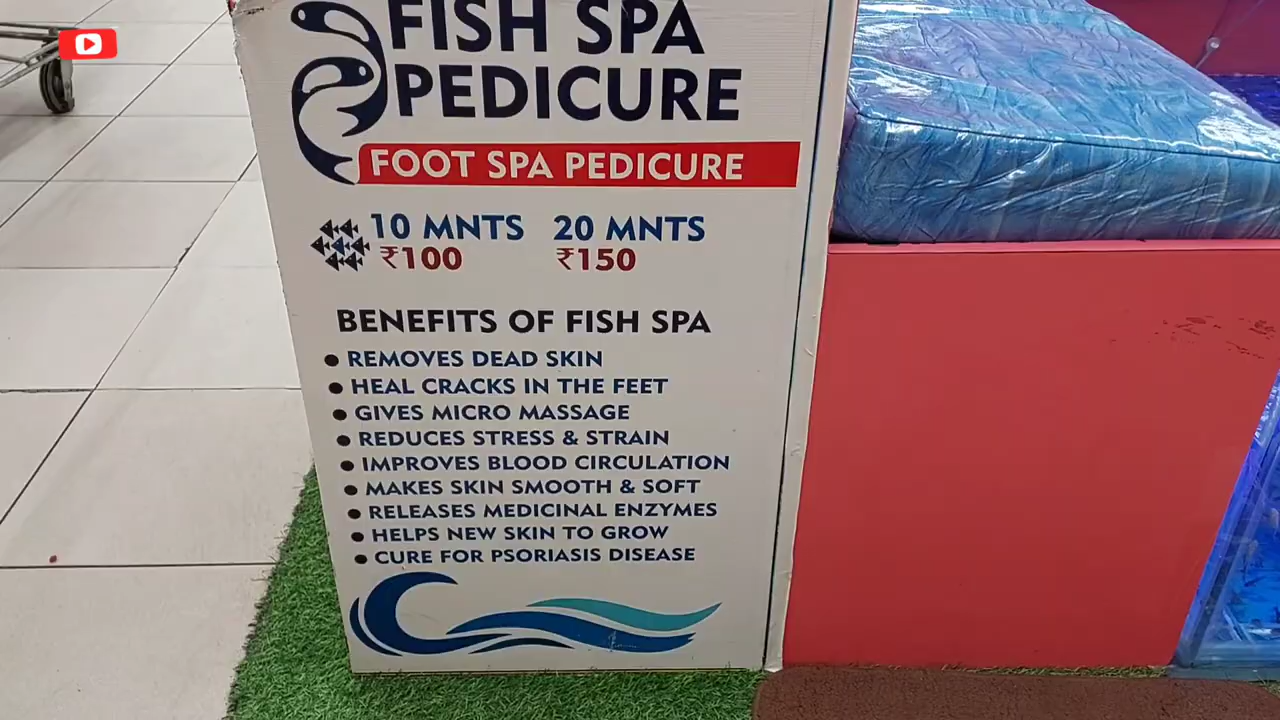 FISH SPA
PEDICURE
FOOT SPA PEDICURE
10 MNTS 20 MNTS
₹100 ₹150
BENEFITS OF FISH SPA
• REMOVES DEAD SKIN
• HEAL CRACKS IN THE FEET
• GIVES MICRO MASSAGE
• REDUCES STRESS & STRAIN
• IMPROVES BLOOD CIRCULATION
• MAKES SKIN SMOOTH & SOFT
• RELEASES MEDICINAL ENZYMES
• HELPS NEW SKIN TO GROW
• CURE FOR PSORIASIS DISEASE